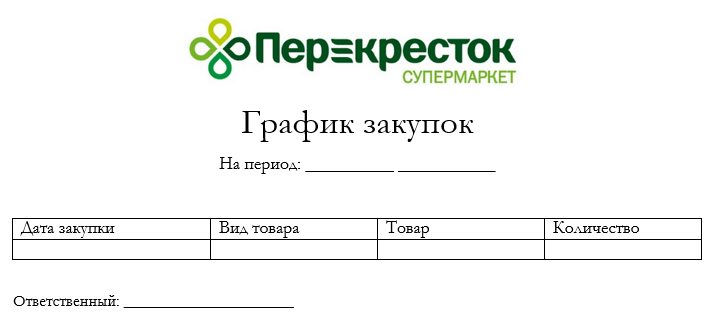 Перекресток
СУПЕРМАРКЕТ
График закупок
На период: __________ ___________
Дата закупки Вид товара Товар Количество
Ответственный: ____________________